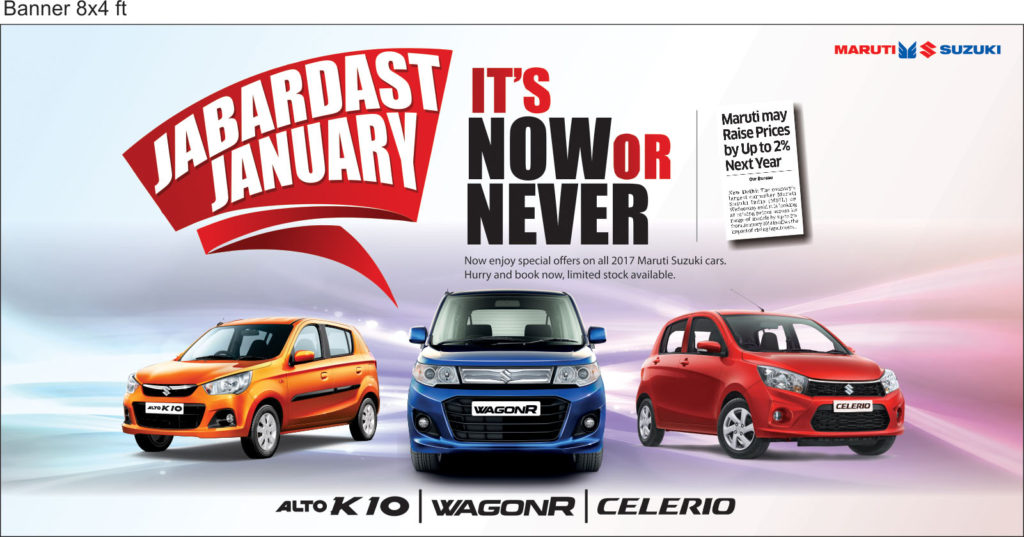 Banner 8x4 ft
JABARDAST
JANUARY
IT'S
NOW OR
NEVER
Now enjoy special offers on all 2017 Maruti Suzuki cars.
Hurry and book now, limited stock available.
Maruti may
Raise Prices
by Up to 2%
Next Year
Our Bureau
MARUTI SUZUKI
ALTO K10
WAGONR
CELERIO
ALTO K10 | WAGONR | CELERIO